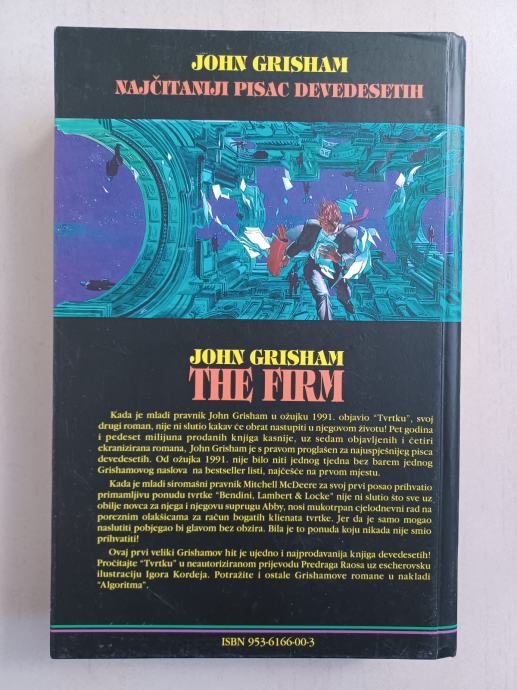 JOHN GRISHAM
NAJČITANIJI PISAC DEVEDESETIH
JOHN GRISHAM
THE FIRM
Kada je mladi pravnik John Grisham u ožujku 1991. objavio “Tvrtku”, svoj
drugi roman, nije ni slutio kakav će obrat nastupiti u njegovom životu! Pet godina
i pedeset milijuna prodanih knjiga kasnije, uz sedam objavljenih i četiri
ekranizirana romana, John Grisham je s pravom proglašen za najuspješnijeg pisca
devedesetih. Od ožujka 1991. nije bilo niti jednog tjedna bez barem jednog
Grishamovog naslova na bestseller listi, najčešće na prvom mjestu.
Kada je mladi siromašni pravnik Mitchell McDeere za svoj prvi posao prihvatio
primamljivu ponudu tvrtke “Bendini, Lambert & Locke” nije ni slutio što sve uz
obilje novca za njega i njegovu suprugu Abby, nosi mukotrpan cjelodnevni rad na
poreznim olakšicama za račun bogatih klienata tvrtke. Jer da je samo mogao
naslutiti pobjegao bi glavom bez obzira. Bila je to ponuda koju nikada nije smio
prihvatiti!
Ovaj prvi veliki Grishamov hit je ujedno i najprodavanija knjiga devedesetih!
Pročitajte “Tvrtku” u neautoriziranom prijevodu Predraga Raosa uz escherovsku
ilustraciju Igora Kordeja. Potražite i ostale Grishamove romane u nakladi
“Algoritma”.
ISBN 953-6166-00-3